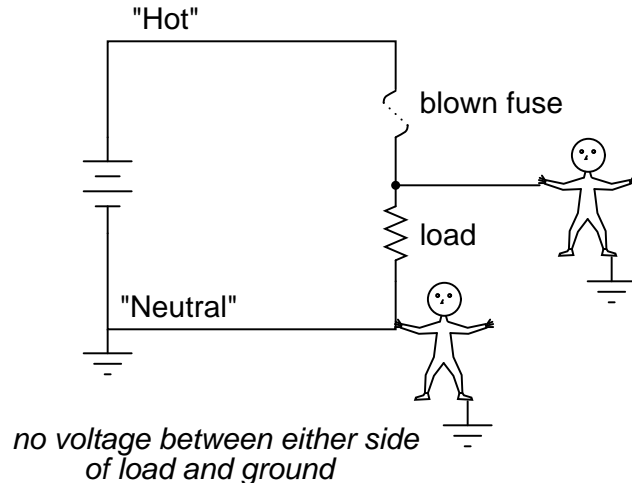 "Hot"
blown fuse
load
"Neutral"
no voltage between either side
of load and ground